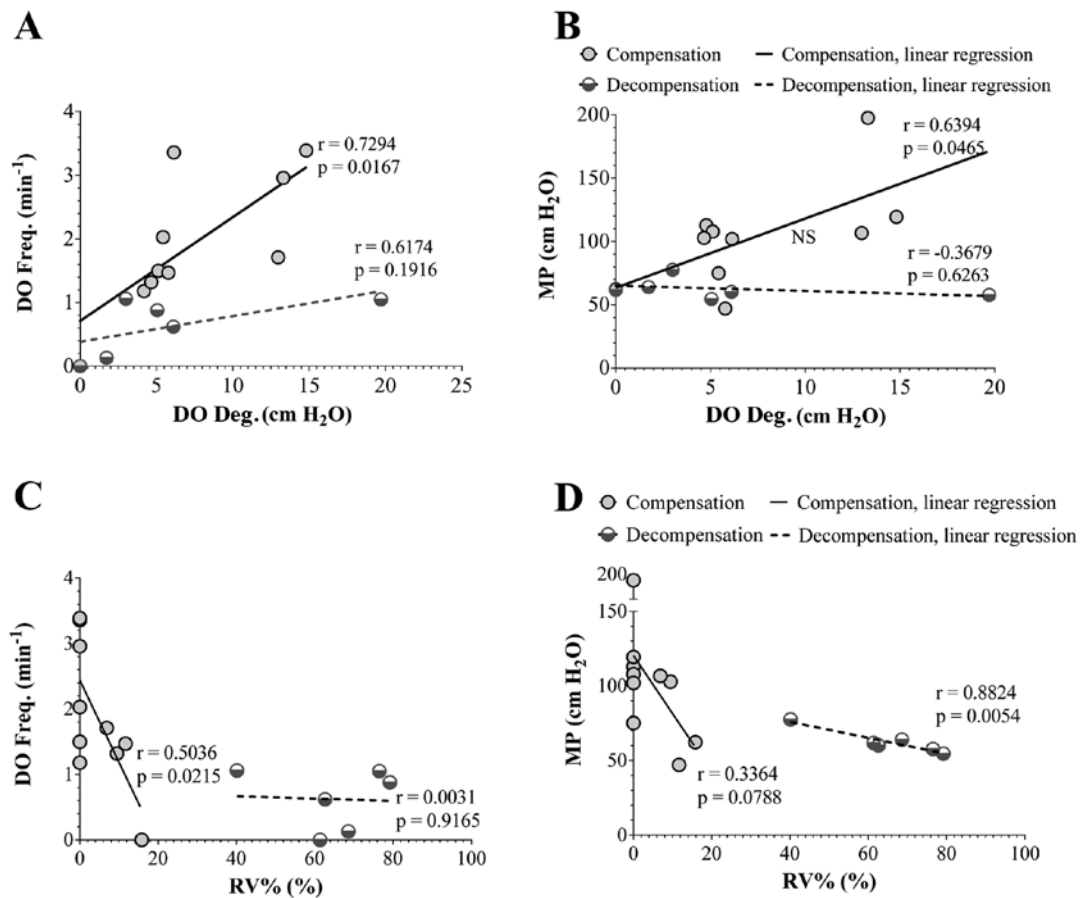 A
DO Freq. (min⁻¹)
4
3
2
1
0
r = 0.7294
p = 0.0167
r = 0.6174
p = 0.1916
0 5 10 15 20 25
DO Deg. (cm H₂O)
B
Compensation Compensation, linear regression
Decompensation Decompensation, linear regression
MP (cm H₂O)
200
150
100
50
0
r = 0.6394
p = 0.0465
NS
r = -0.3679
p = 0.6263
0 5 10 15 20
DO Deg. (cm H₂O)
C
DO Freq. (min⁻¹)
4
3
2
1
0
r = 0.5036
p = 0.0215
r = 0.0031
p = 0.9165
0 20 40 60 80 100
RV% (%)
D
Compensation Compensation, linear regression
Decompensation Decompensation, linear regression
MP (cm H₂O)
200
150
100
50
0
r = 0.8824
p = 0.0054
r = 0.3364
p = 0.0788
0 20 40 60 80 100
RV% (%)